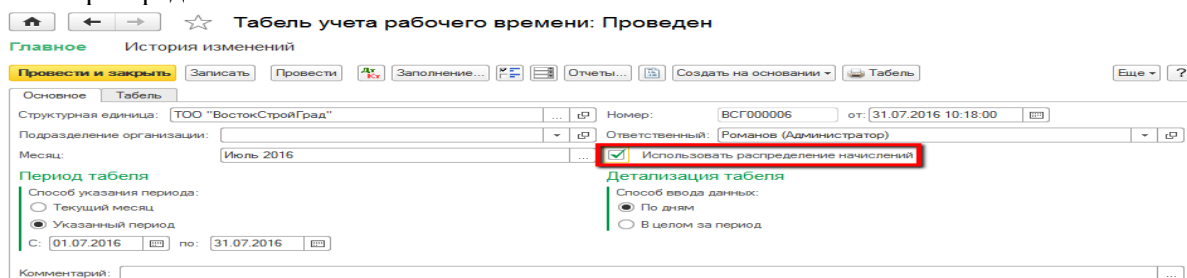 Табель учета рабочего времени: Проведен
Главное История изменений
Провести и закрыть Записать Провести Дт Кт Заполнение... Отчеты... Создать на основании Табель Еще ?
Основное Табель
Структурная единица: ТОО "ВостокСтройГрад" ... Номер: ВСГ000006 от: 31.07.2016 10:18:00
Подразделение организации: Ответственный: Романов (Администратор)
Месяц: Июль 2016 ... Использовать распределение начислений
Период табеля Детализация табеля
Способ указания периода: Способ ввода данных:
Текущий месяц По дням
Указанный период В целом за период
С: 01.07.2016 по: 31.07.2016
Комментарий: ...